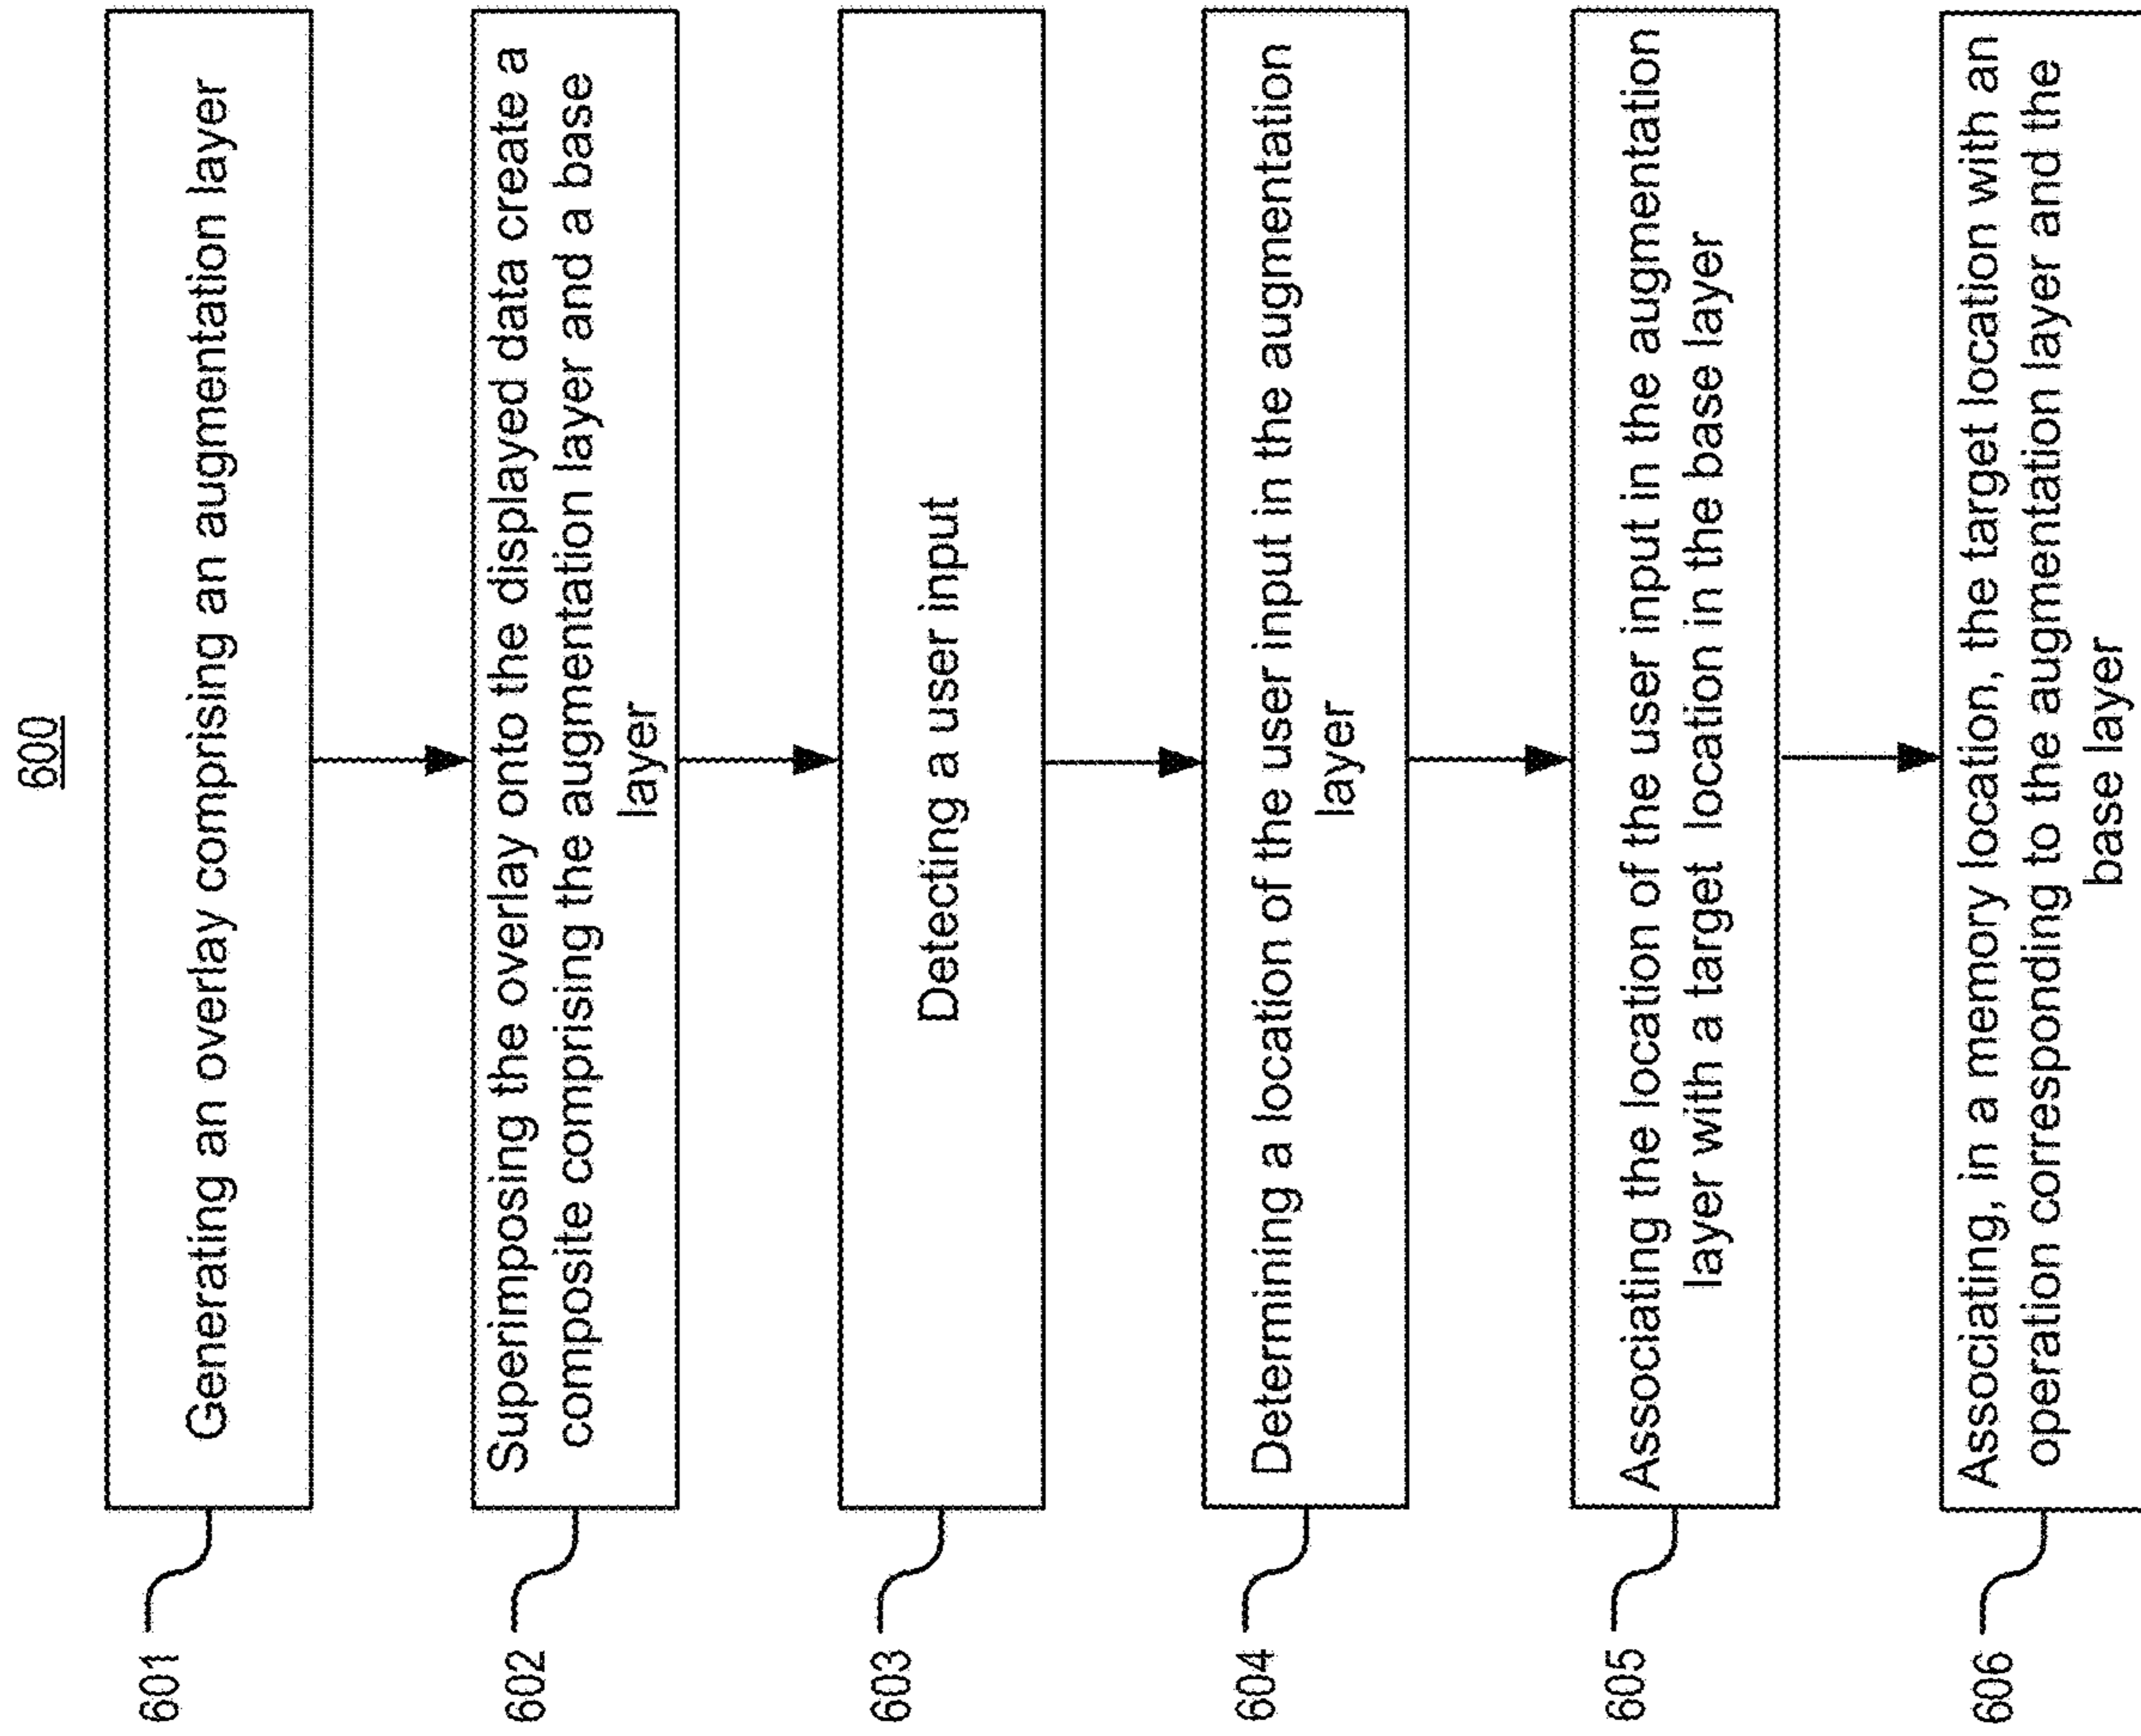 600
601
Generating an overlay comprising an augmentation layer
602
Superimposing the overlay onto the displayed data create a
composite comprising the augmentation layer and a base
layer
603
Detecting a user input
604
Determining a location of the user input in the augmentation
layer
605
Associating the location of the user input in the augmentation
layer with a target location in the base layer
606
Associating, in a memory location, the target location with an
operation corresponding to the augmentation layer and the
base layer